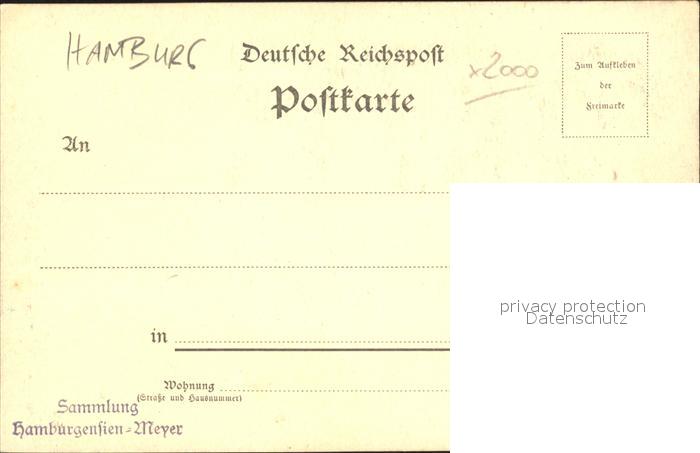 HAMBURG
Deutsche Reichspost
x2000
Postkarte
Zum Aufkleben
der
Freimarke
An
in
Wohnung
(Straße und Hausnummer)
Sammlung
Hamburgensien=Meyer
privacy protection
Datenschutz